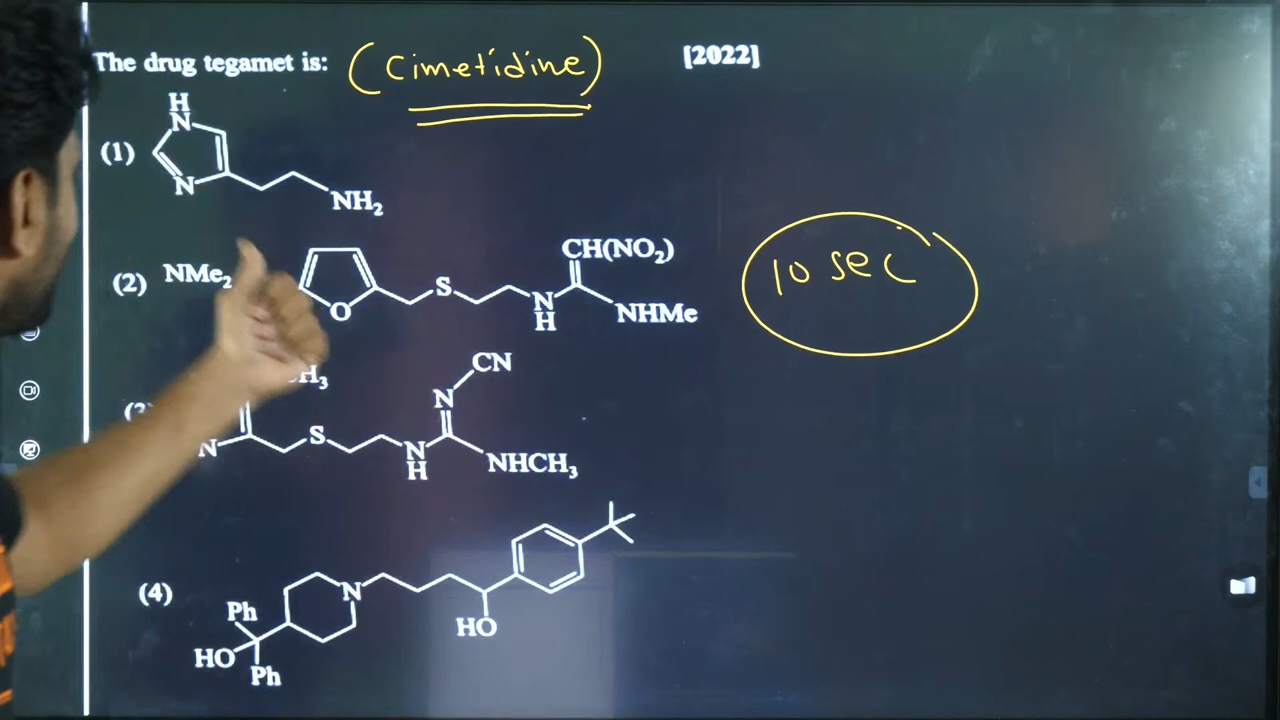 The drug tegamet is: (Cimetidine) [2022]
(1)
H
N
N
NH₂
(2) NMe₂
O
S
N
H
CH(NO₂)
NHMe
10 sec
H₃
N
S
N
H
N
CN
NHCH₃
(4)
Ph
HO
Ph
N
HO